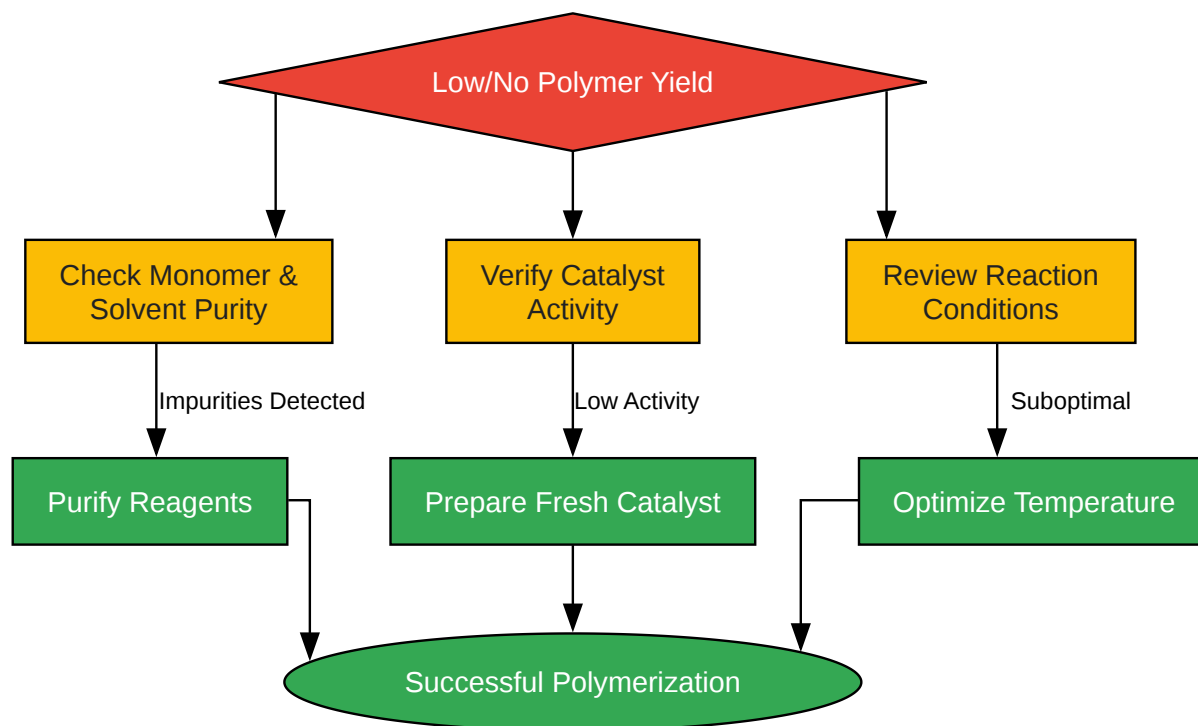 Low/No Polymer Yield
Check Monomer &
Solvent Purity
Verify Catalyst
Activity
Review Reaction
Conditions
Impurities Detected
Low Activity
Suboptimal
Purify Reagents
Prepare Fresh Catalyst
Optimize Temperature
Successful Polymerization